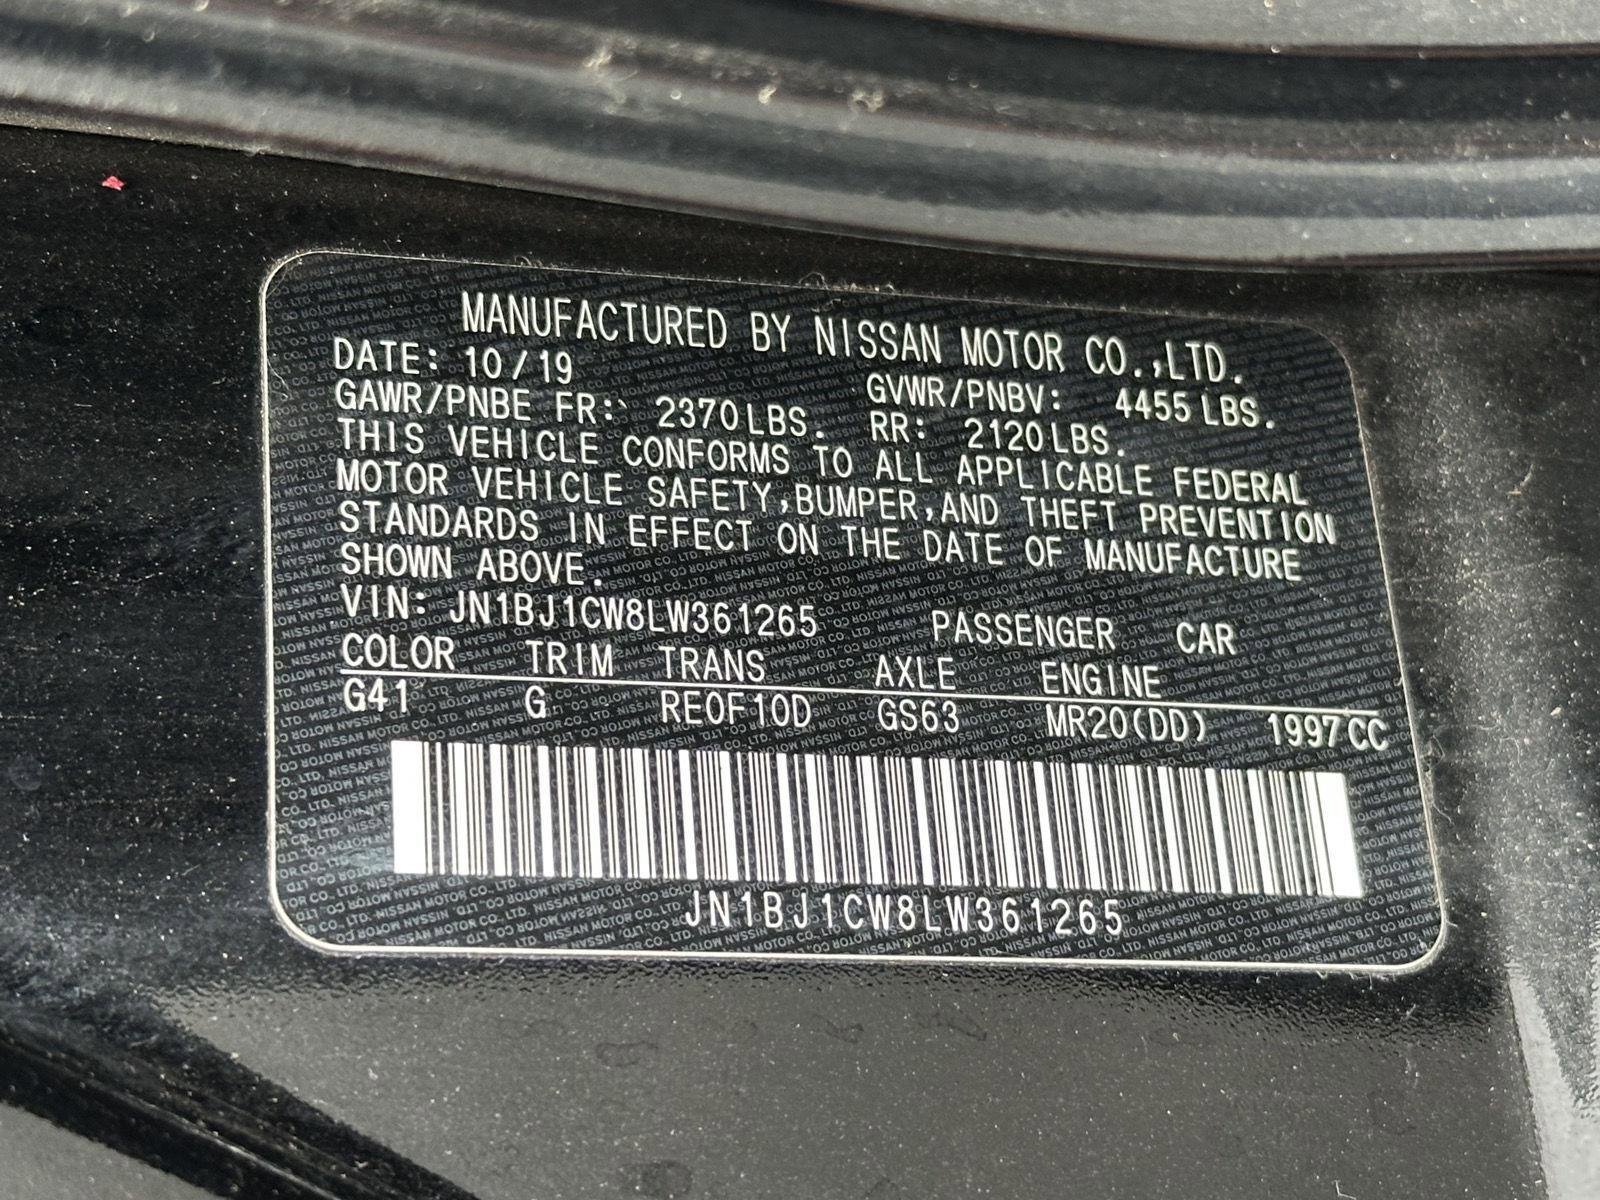 MANUFACTURED BY NISSAN MOTOR CO.,LTD.
DATE: 10/19 GVWR/PNBV: 4455 LBS.
GAWR/PNBE FR: 2370LBS. RR: 2120LBS.
THIS VEHICLE CONFORMS TO ALL APPLICABLE FEDERAL
MOTOR VEHICLE SAFETY,BUMPER,AND THEFT PREVENTION
STANDARDS IN EFFECT ON THE DATE OF MANUFACTURE
SHOWN ABOVE.
VIN: JN1BJ1CW8LW361265 PASSENGER CAR
COLOR TRIM TRANS AXLE ENGINE
G41 G RE0F10D GS63 MR20(DD) 1997CC
JN1BJ1CW8LW361265